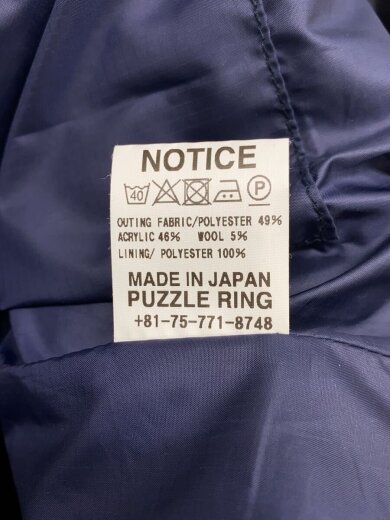 NOTICE
40 P
OUTING FABRIC/POLYESTER 49%
ACRYLIC 46% WOOL 5%
LINING/ POLYESTER 100%
MADE IN JAPAN
PUZZLE RING
+81-75-771-8748